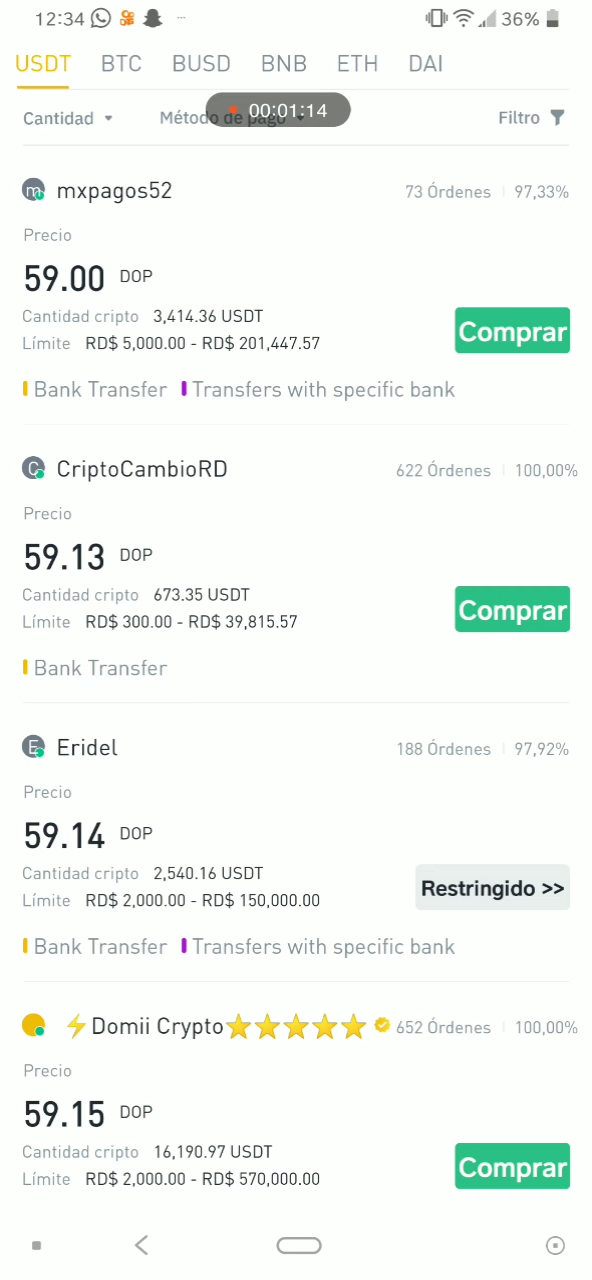 12:34
36%
USDT BTC BUSD BNB ETH DAI
00:01:14
Cantidad Método de pago Filtro
m mxpagos52 73 Órdenes 97,33%
Precio
59.00 DOP
Cantidad cripto 3,414.36 USDT
Límite RD$ 5,000.00 - RD$ 201,447.57
Comprar
Bank Transfer Transfers with specific bank
C CriptoCambioRD 622 Órdenes 100,00%
Precio
59.13 DOP
Cantidad cripto 673.35 USDT
Límite RD$ 300.00 - RD$ 39,815.57
Comprar
Bank Transfer
E Eridel 188 Órdenes 97,92%
Precio
59.14 DOP
Cantidad cripto 2,540.16 USDT
Límite RD$ 2,000.00 - RD$ 150,000.00
Restringido >>
Bank Transfer Transfers with specific bank
⚡Domii Crypto⭐⭐⭐⭐⭐ 652 Órdenes 100,00%
Precio
59.15 DOP
Cantidad cripto 16,190.97 USDT
Límite RD$ 2,000.00 - RD$ 570,000.00
Comprar